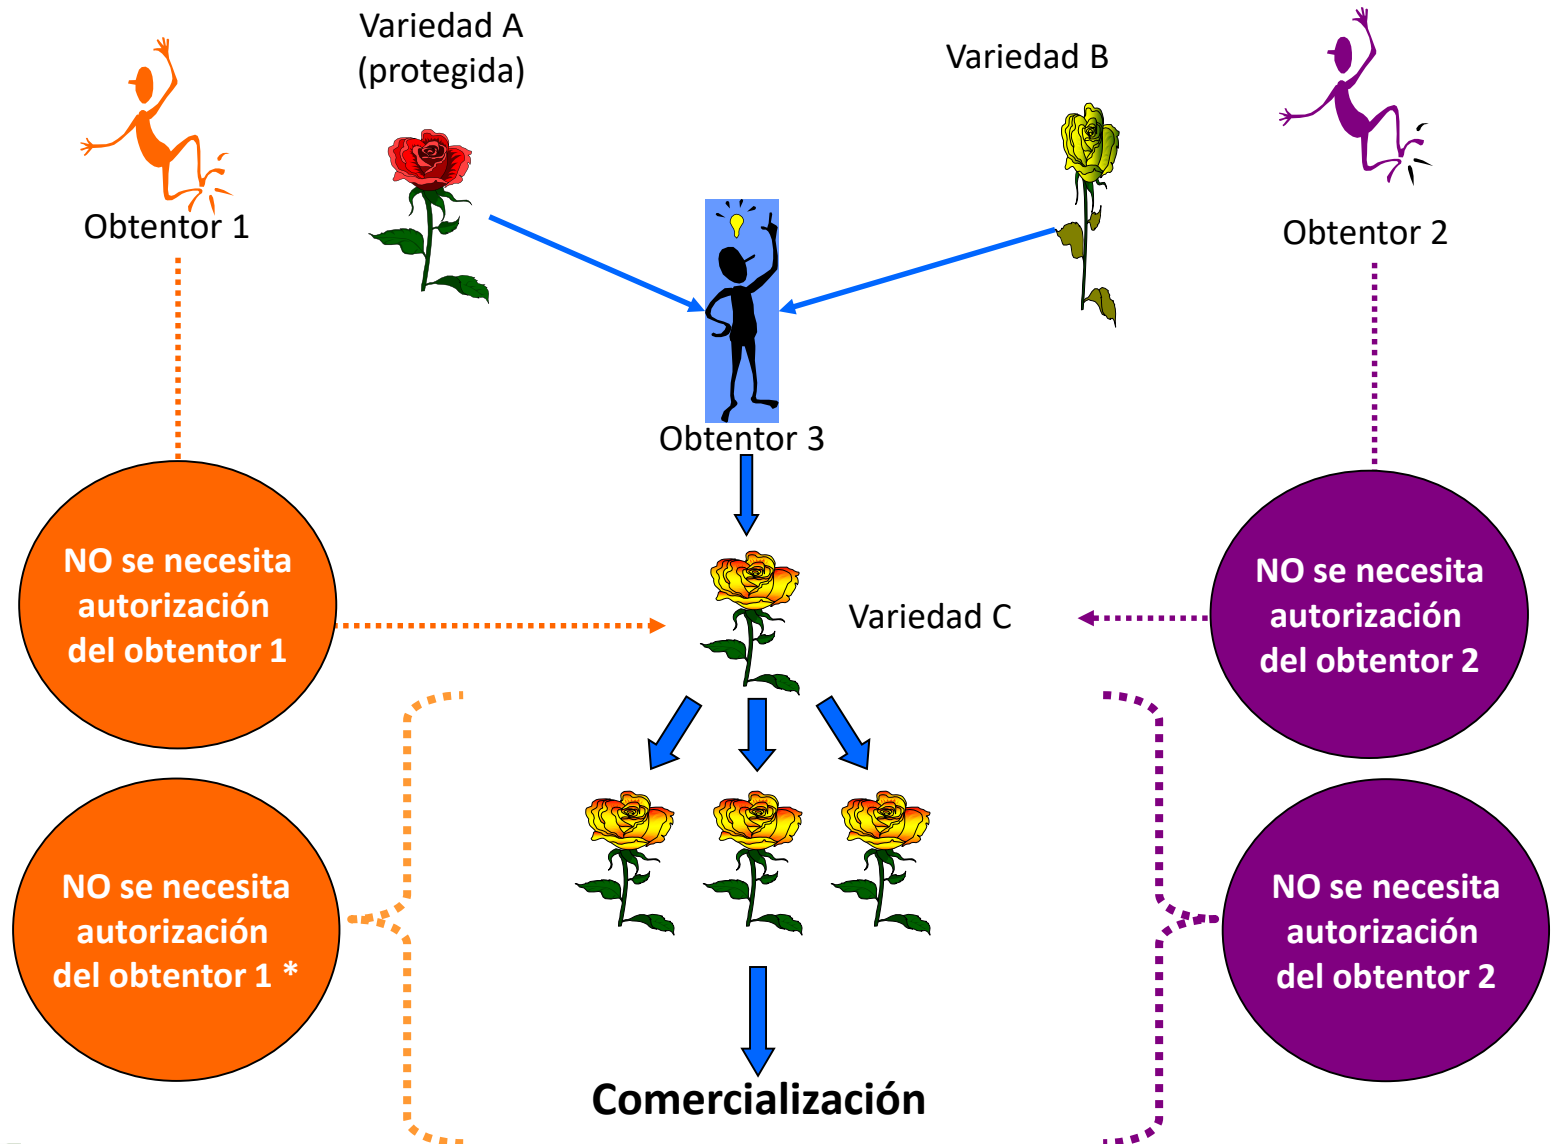 Variedad A
(protegida)
Variedad B
Obtentor 1
Obtentor 2
Obtentor 3
NO se necesita
autorización
del obtentor 1
Variedad C
NO se necesita
autorización
del obtentor 2
NO se necesita
autorización
del obtentor 1 *
NO se necesita
autorización
del obtentor 2
Comercialización